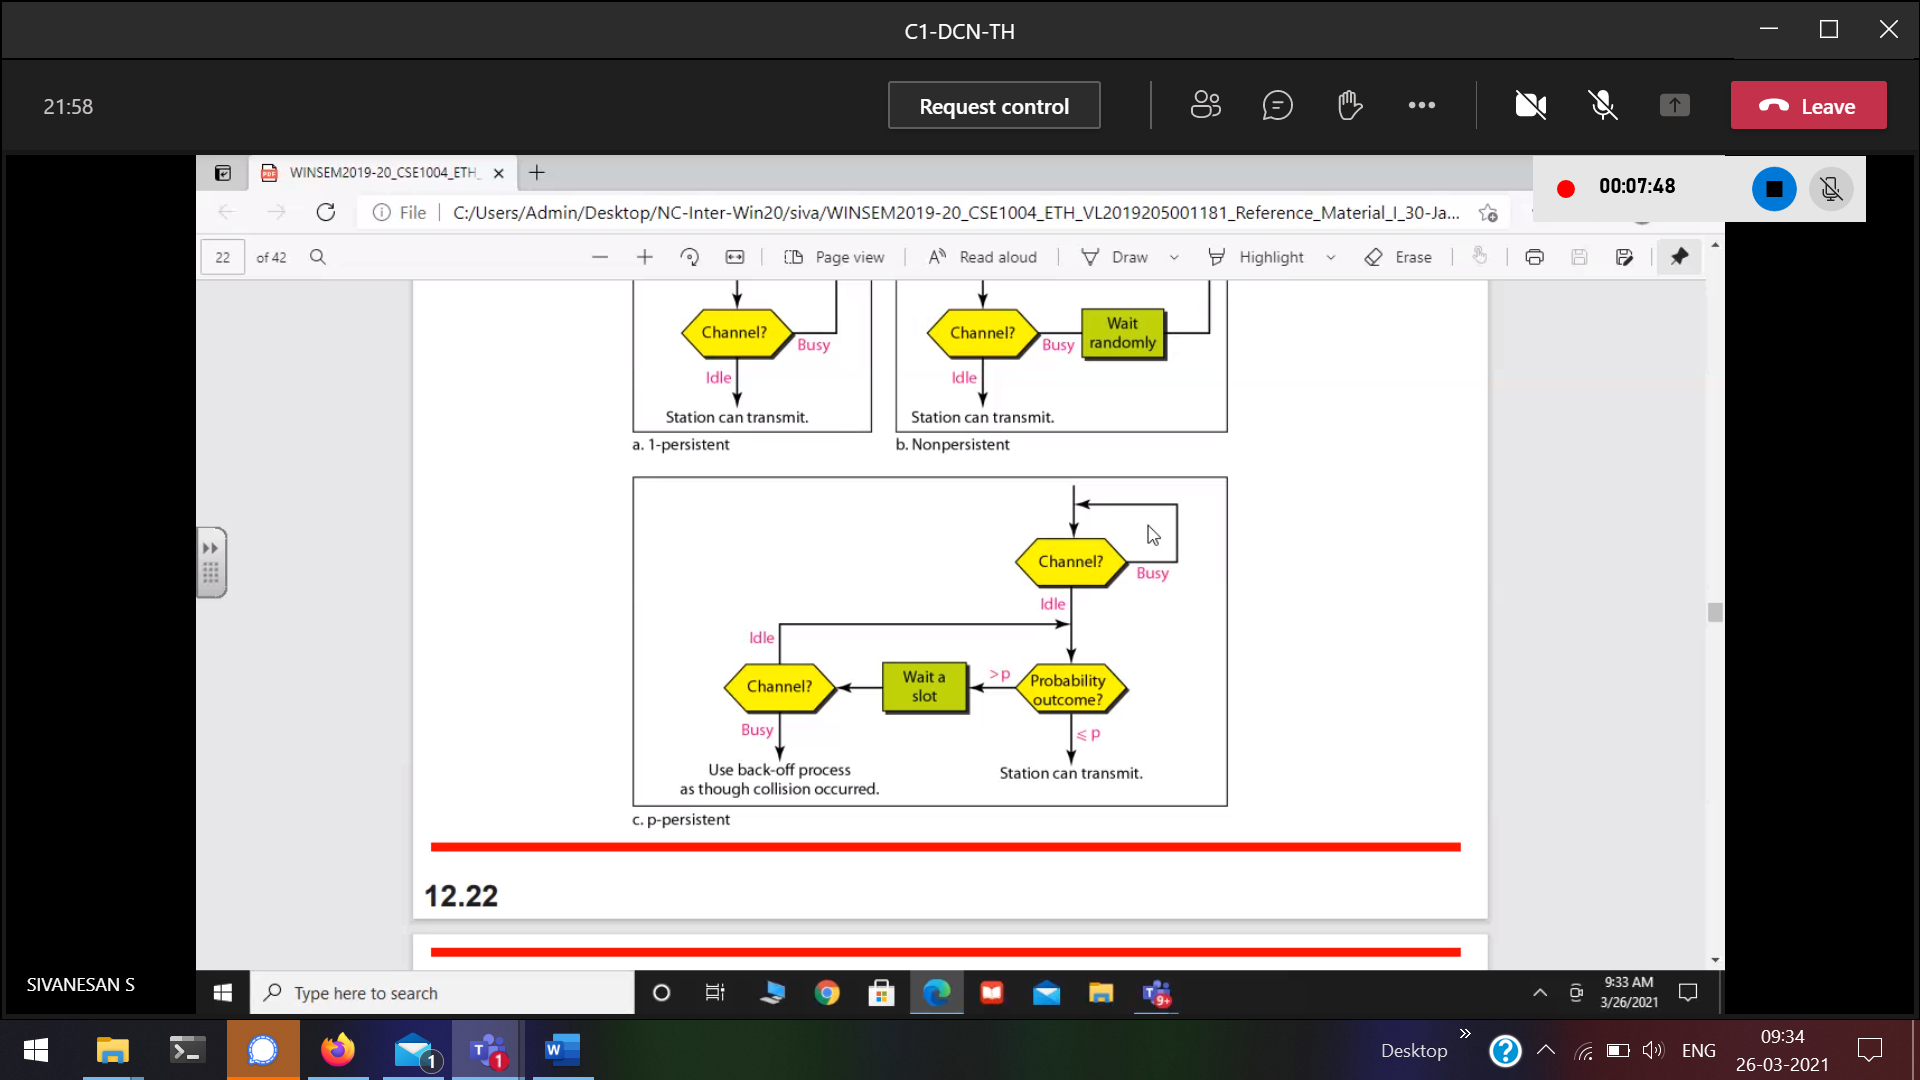 C1-DCN-TH
21:58
Request control
Leave
WINSEM2019-20_CSE1004_ETH_
00:07:48
File
C:/Users/Admin/Desktop/NC-Inter-Win20/siva/WINSEM2019-20_CSE1004_ETH_VL2019205001181_Reference_Material_I_30-Ja...
22 of 42
Page view
Read aloud
Draw
Highlight
Erase
Channel?
Busy
Idle
Station can transmit.
a. 1-persistent
Channel?
Busy
Wait
randomly
Idle
Station can transmit.
b. Nonpersistent
Channel?
Busy
Idle
Idle
Channel?
Wait a
slot
>p
Probability
outcome?
Busy
≤ p
Use back-off process
as though collision occurred.
Station can transmit.
c. p-persistent
12.22
SIVANESAN S
Type here to search
9+
9:33 AM
3/26/2021
1
1
Desktop
ENG
09:34
26-03-2021